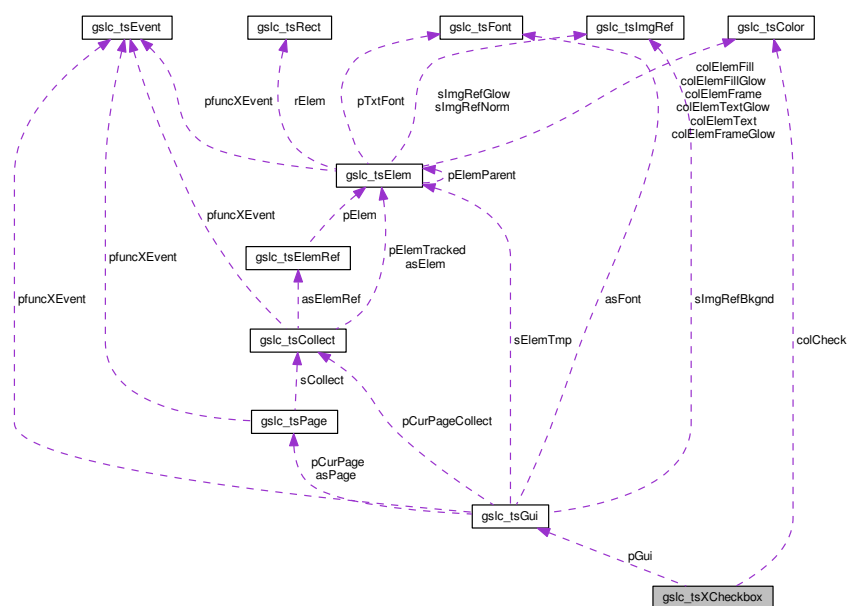 gslc_tsEvent
gslc_tsRect
gslc_tsFont
gslc_tsImgRef
gslc_tsColor
pfuncXEvent
rElem
pTxtFont
sImgRefGlow
sImgRefNorm
colElemFill
colElemFillGlow
colElemFrame
colElemTextGlow
colElemText
colElemFrameGlow
gslc_tsElem
pElemParent
pfuncXEvent
pElem
gslc_tsElemRef
pElemTracked
asElem
pfuncXEvent
pfuncXEvent
asElemRef
asFont
sImgRefBkgnd
gslc_tsCollect
sElemTmp
colCheck
sCollect
gslc_tsPage
pCurPageCollect
pCurPage
asPage
gslc_tsGui
pGui
gslc_tsXCheckbox